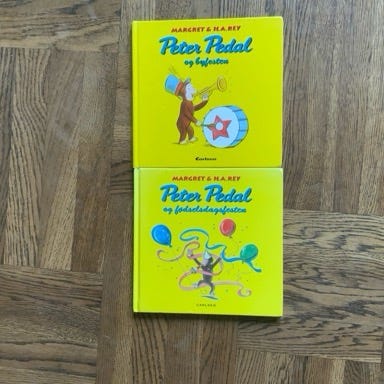 MARGRET & H.A. REY
Peter Pedal
og byfesten
Carlsen
MARGRET & H.A. REY
Peter Pedal
og fødselsdagsfesten
CARLSEN